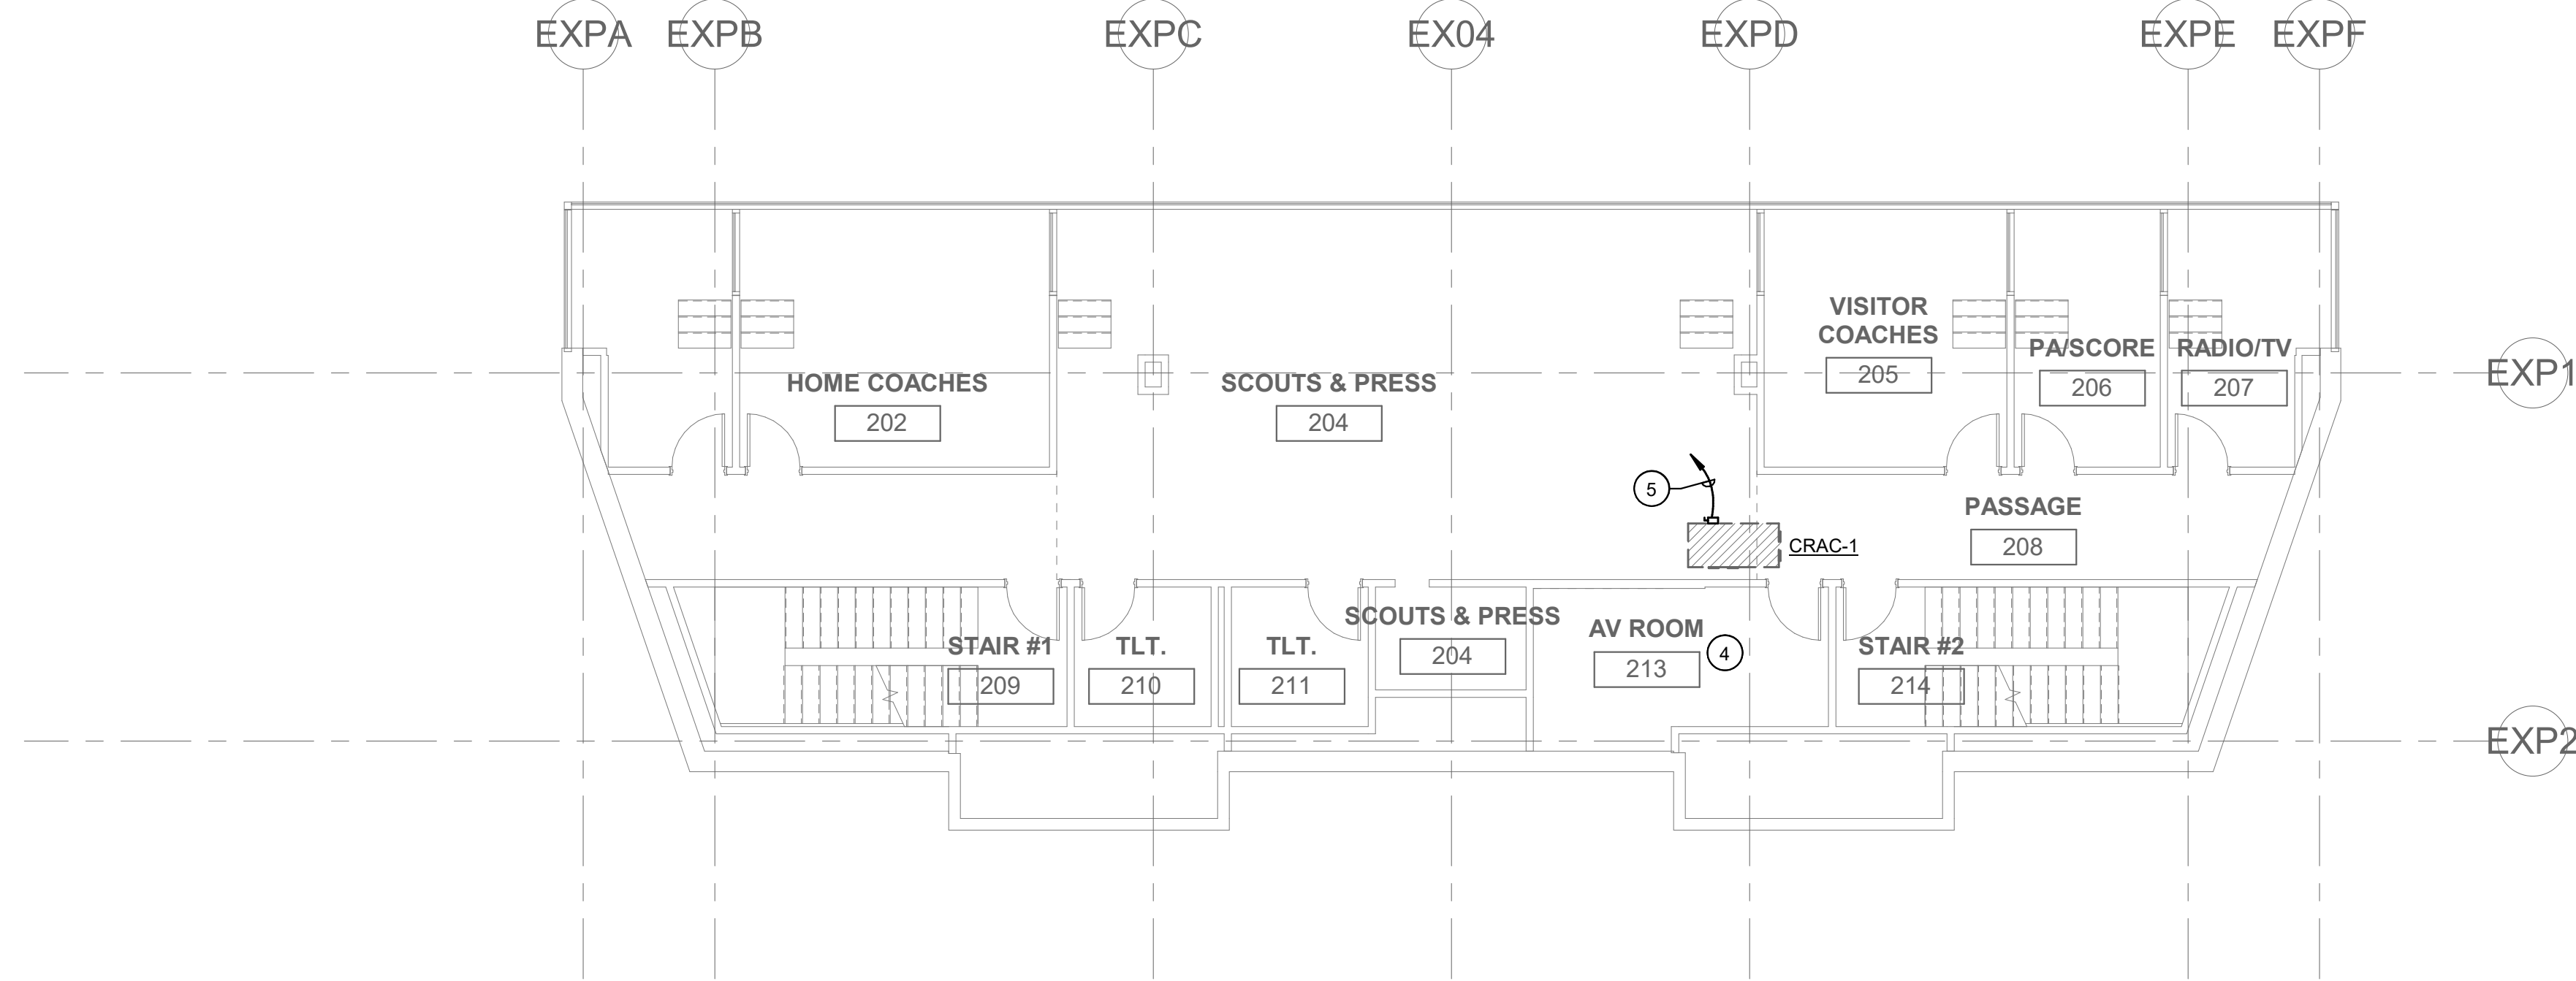 EXPA
EXPB
EXPC
EX04
EXPD
EXPE
EXPF
VISITOR
COACHES
205
PA/SCORE
206
RADIO/TV
207
EXP1
HOME COACHES
202
SCOUTS & PRESS
204
5
PASSAGE
208
CRAC-1
STAIR #1
209
TLT.
210
TLT.
211
SCOUTS & PRESS
204
AV ROOM
213
4
STAIR #2
214
EXP2